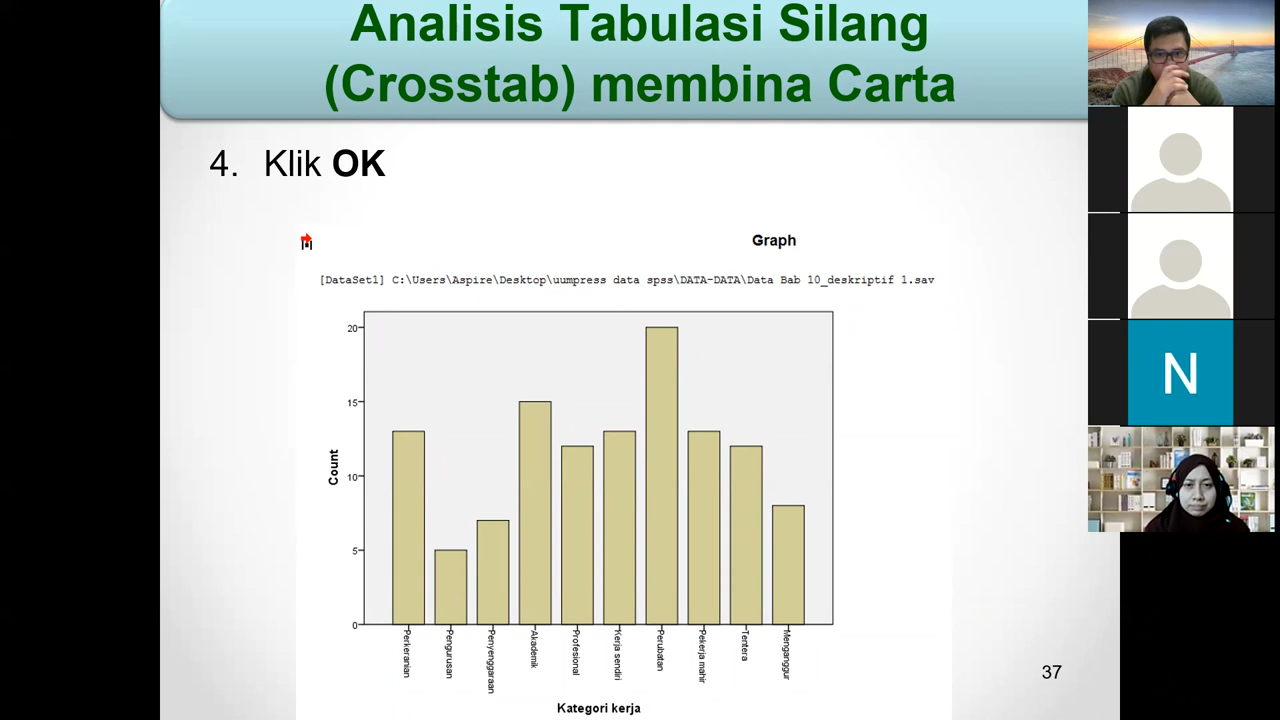 Analisis Tabulasi Silang
(Crosstab) membina Carta
4. Klik OK
Graph
[DataSet1] C:\Users\Aspire\Desktop\uumpress data spss\DATA-DATA\Data Bab 10_deskriptif 1.sav
20
15
10
5
0
Count
Perkeranian
Pengurusan
Penyenggaraan
Akademik
Profesional
Kerja sendiri
Perubatan
Pekerja mahir
Tentera
Menganggur
Kategori kerja
37
N